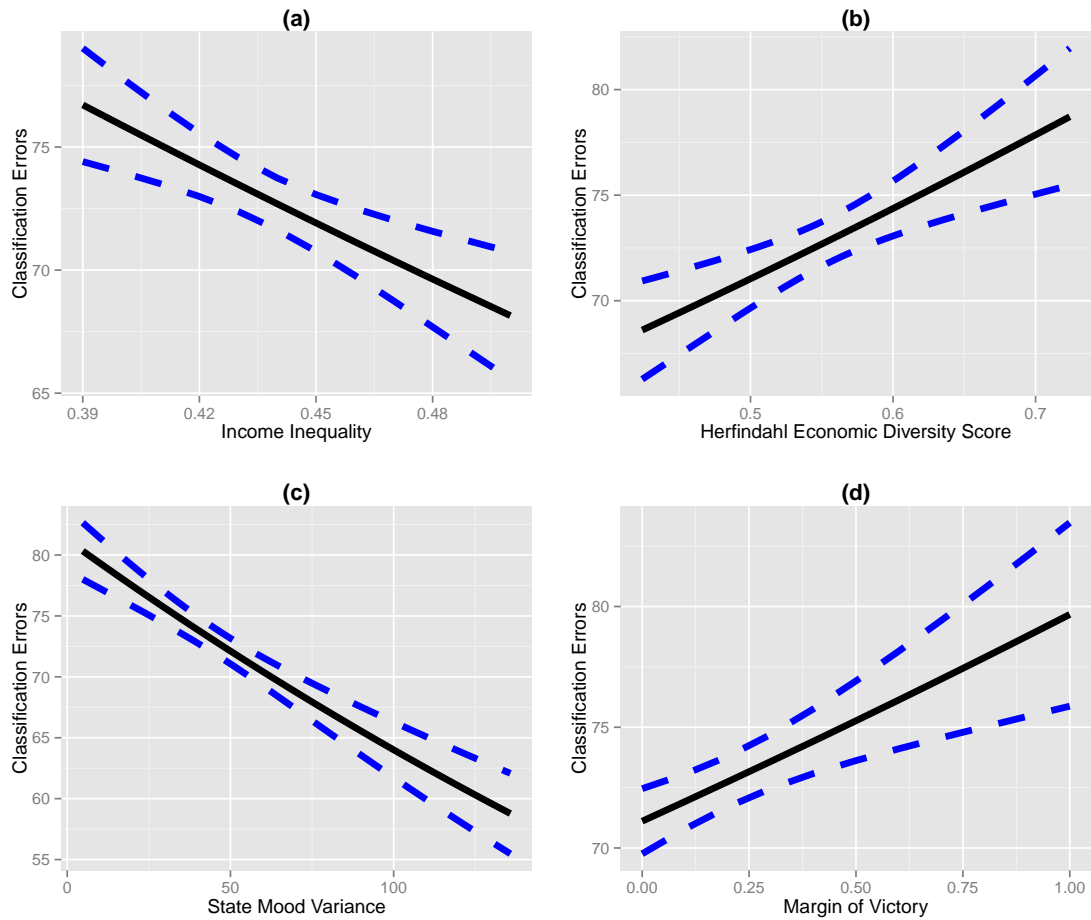 (a)
Classification Errors
75
70
65
0.39 0.42 0.45 0.48
Income Inequality
(b)
Classification Errors
80
75
70
0.5 0.6 0.7
Herfindahl Economic Diversity Score
(c)
Classification Errors
80
75
70
65
60
55
0 50 100
State Mood Variance
(d)
Classification Errors
80
75
70
0.00 0.25 0.50 0.75 1.00
Margin of Victory